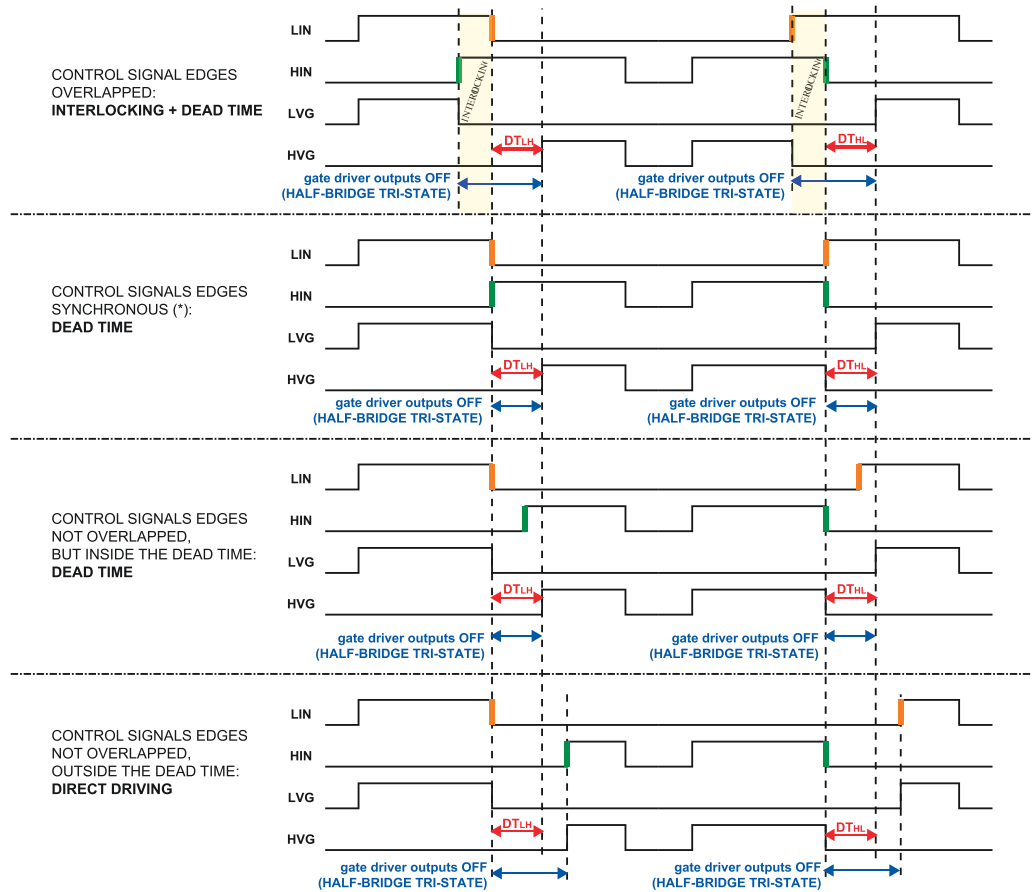 LIN
HIN
CONTROL SIGNAL EDGES
OVERLAPPED:
INTERLOCKING + DEAD TIME
INTERLOCKING
INTERLOCKING
LVG
DTLH
DTHL
HVG
gate driver outputs OFF
(HALF-BRIDGE TRI-STATE)
gate driver outputs OFF
(HALF-BRIDGE TRI-STATE)
LIN
CONTROL SIGNALS EDGES
SYNCHRONOUS (*):
DEAD TIME
HIN
LVG
DTLH
DTHL
HVG
gate driver outputs OFF
(HALF-BRIDGE TRI-STATE)
gate driver outputs OFF
(HALF-BRIDGE TRI-STATE)
LIN
CONTROL SIGNALS EDGES
NOT OVERLAPPED,
BUT INSIDE THE DEAD TIME:
DEAD TIME
HIN
LVG
DTLH
DTHL
HVG
gate driver outputs OFF
(HALF-BRIDGE TRI-STATE)
gate driver outputs OFF
(HALF-BRIDGE TRI-STATE)
LIN
CONTROL SIGNALS EDGES
NOT OVERLAPPED,
OUTSIDE THE DEAD TIME:
DIRECT DRIVING
HIN
LVG
DTLH
DTHL
HVG
gate driver outputs OFF
(HALF-BRIDGE TRI-STATE)
gate driver outputs OFF
(HALF-BRIDGE TRI-STATE)